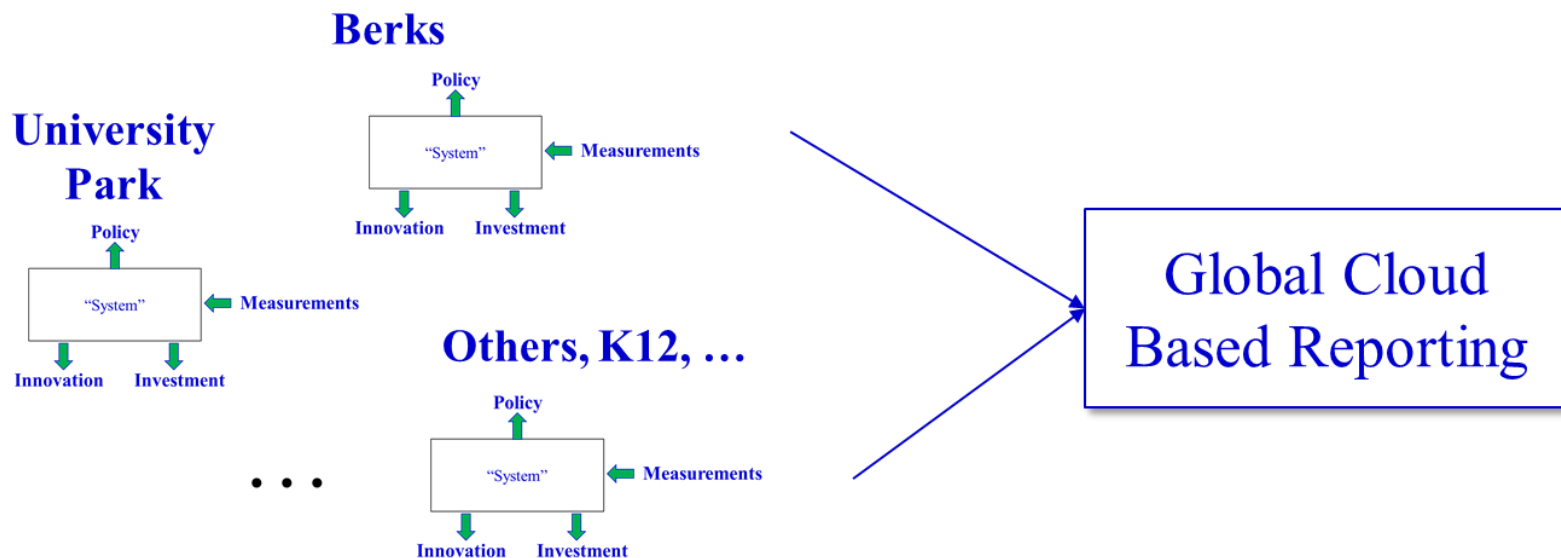 Berks
Policy
“System”
Measurements
Innovation
Investment
University
Park
Policy
“System”
Measurements
Innovation
Investment
Others, K12, …
Policy
“System”
Measurements
Innovation
Investment
. . .
Global Cloud
Based Reporting